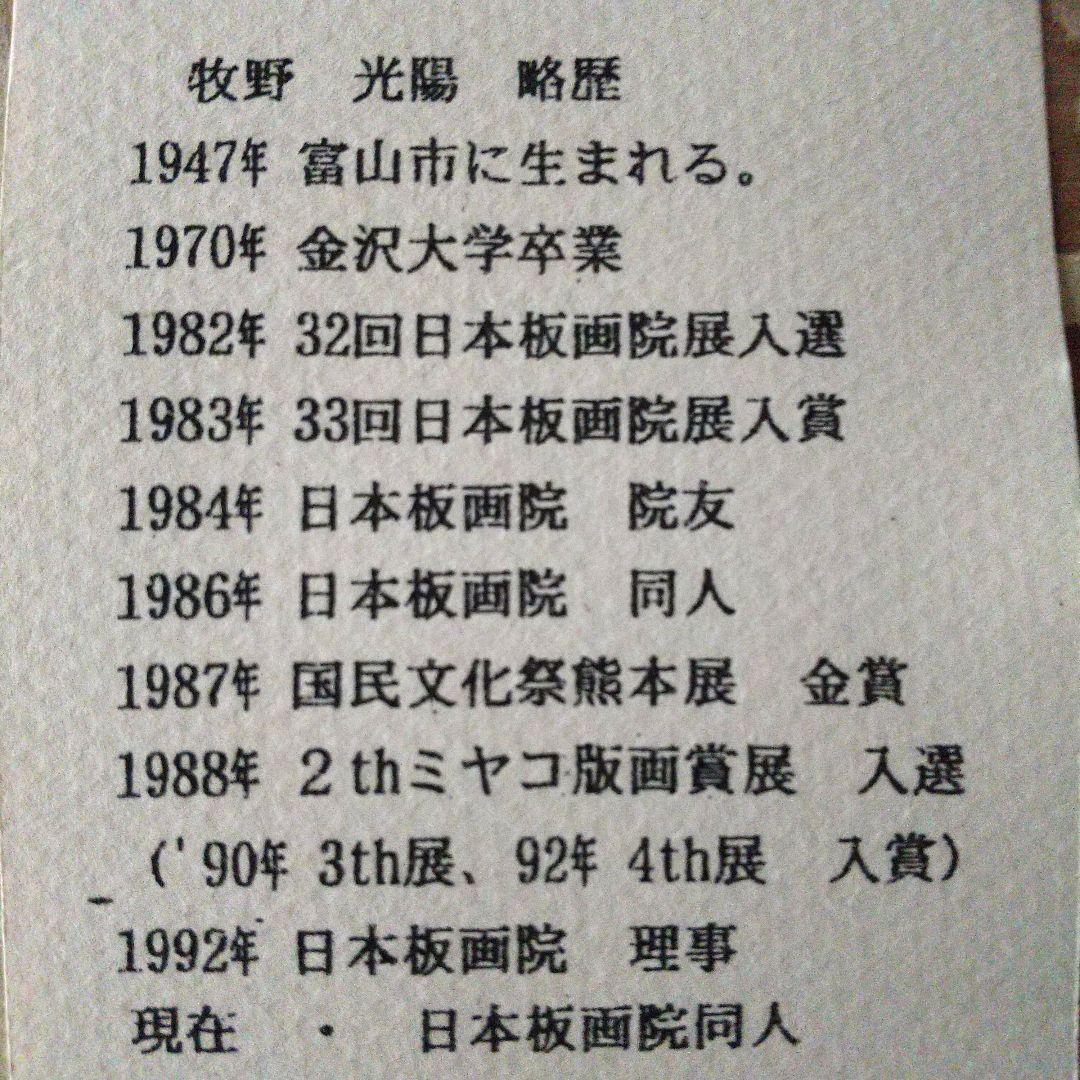 牧野　光陽　略歴
1947年 富山市に生まれる。
1970年 金沢大学卒業
1982年 32回日本板画院展入選
1983年 33回日本板画院展入賞
1984年 日本板画院　院友
1986年 日本板画院　同人
1987年 国民文化祭熊本展　金賞
1988年 ２thミヤコ版画賞展　入選
（'90年 3th展、92年 4th展　入賞）
1992年 日本板画院　理事
現在　・　日本板画院同人